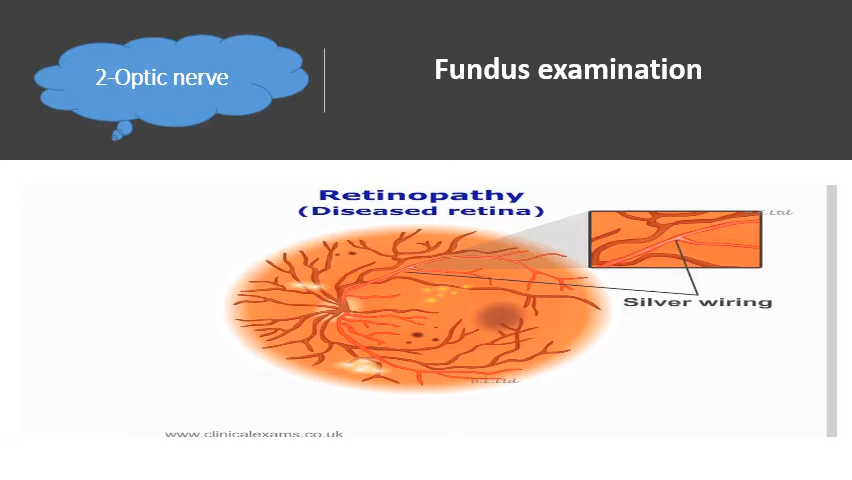 2-Optic nerve
Fundus examination
Retinopathy
(Diseased retina)
Silver wiring
www.clinicalexams.co.uk